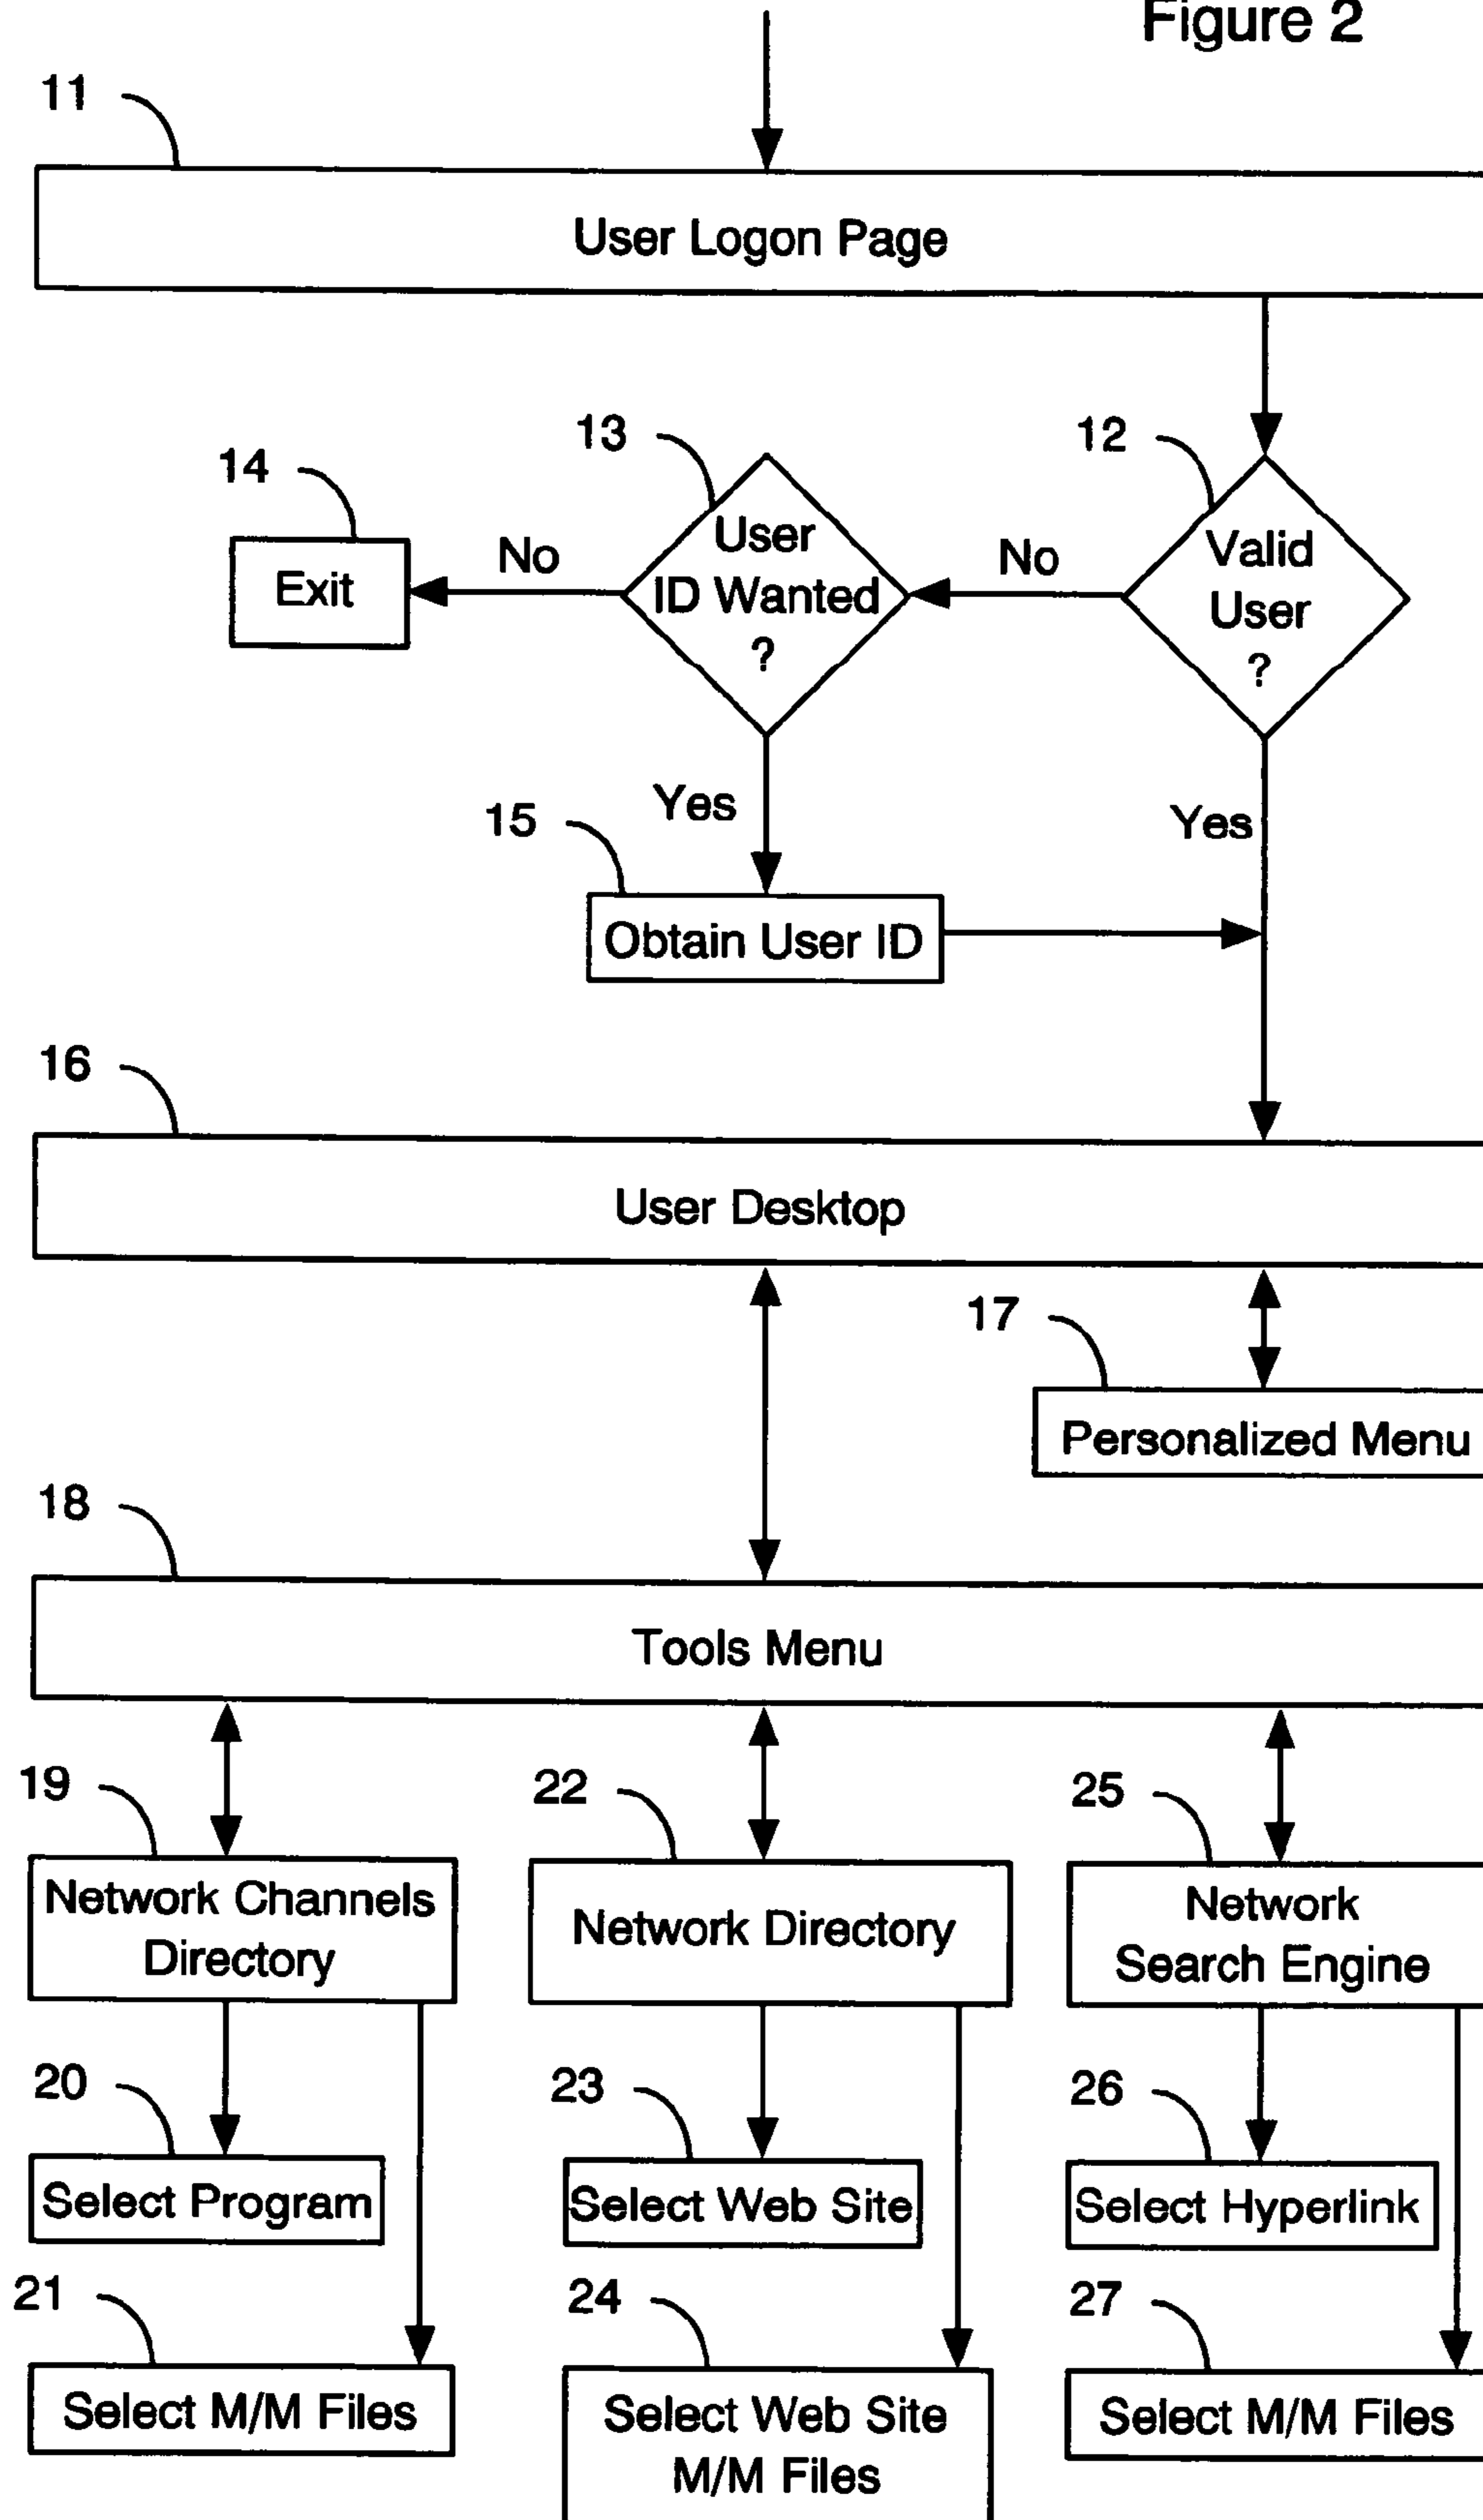 Figure 2
11
User Logon Page
13
12
14
User
ID Wanted
?
Valid
User
?
No
No
Exit
Yes
Yes
15
Obtain User ID
16
User Desktop
17
Personalized Menu
18
Tools Menu
19
22
25
Network Channels
Directory
Network Directory
Network
Search Engine
20
23
26
Select Program
Select Web Site
Select Hyperlink
21
24
27
Select M/M Files
Select Web Site
M/M Files
Select M/M Files